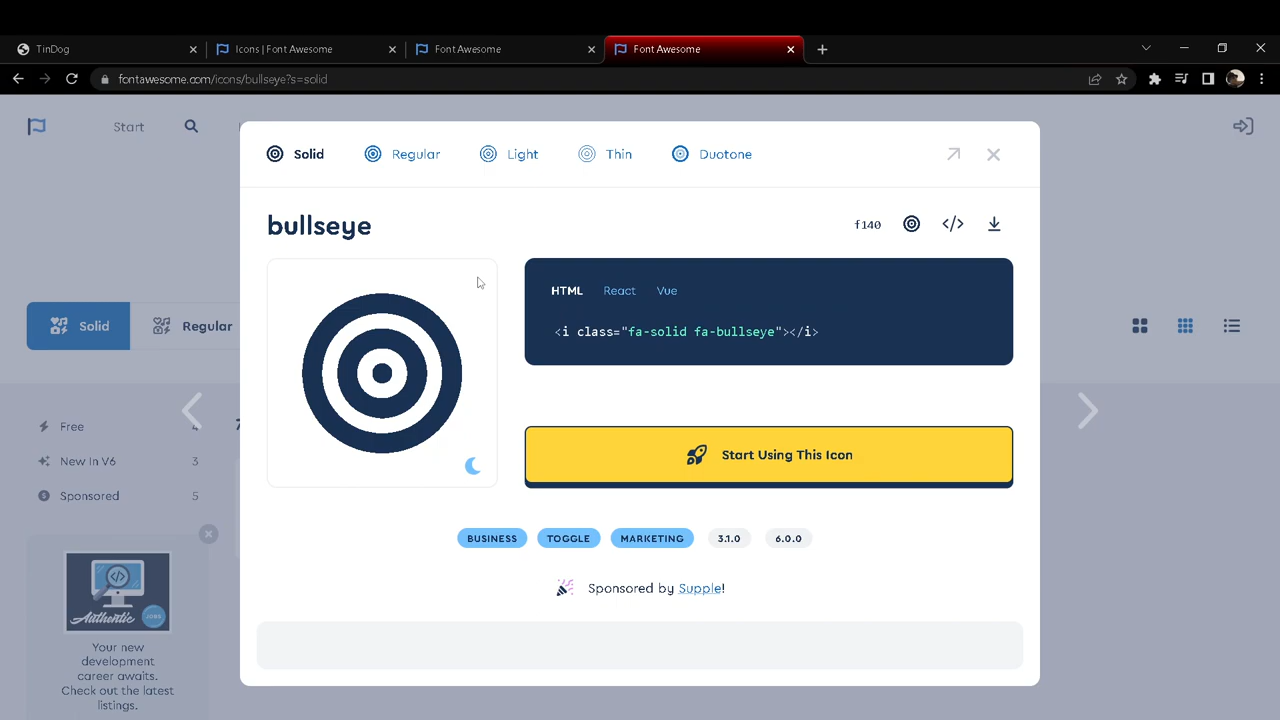 TinDog
Icons | Font Awesome
Font Awesome
Font Awesome
fontawesome.com/icons/bullseye?s=solid
Start
Solid
Regular
Light
Thin
Duotone
bullseye
f140
HTML
React
Vue
<i class="fa-solid fa-bullseye"></i>
Solid
Regular
Start Using This Icon
Free
New In V6
3
Sponsored
5
BUSINESS
TOGGLE
MARKETING
3.1.0
6.0.0
Sponsored by Supple!
Authentic
JOBS
Your new
development
career awaits.
Check out the latest
listings.